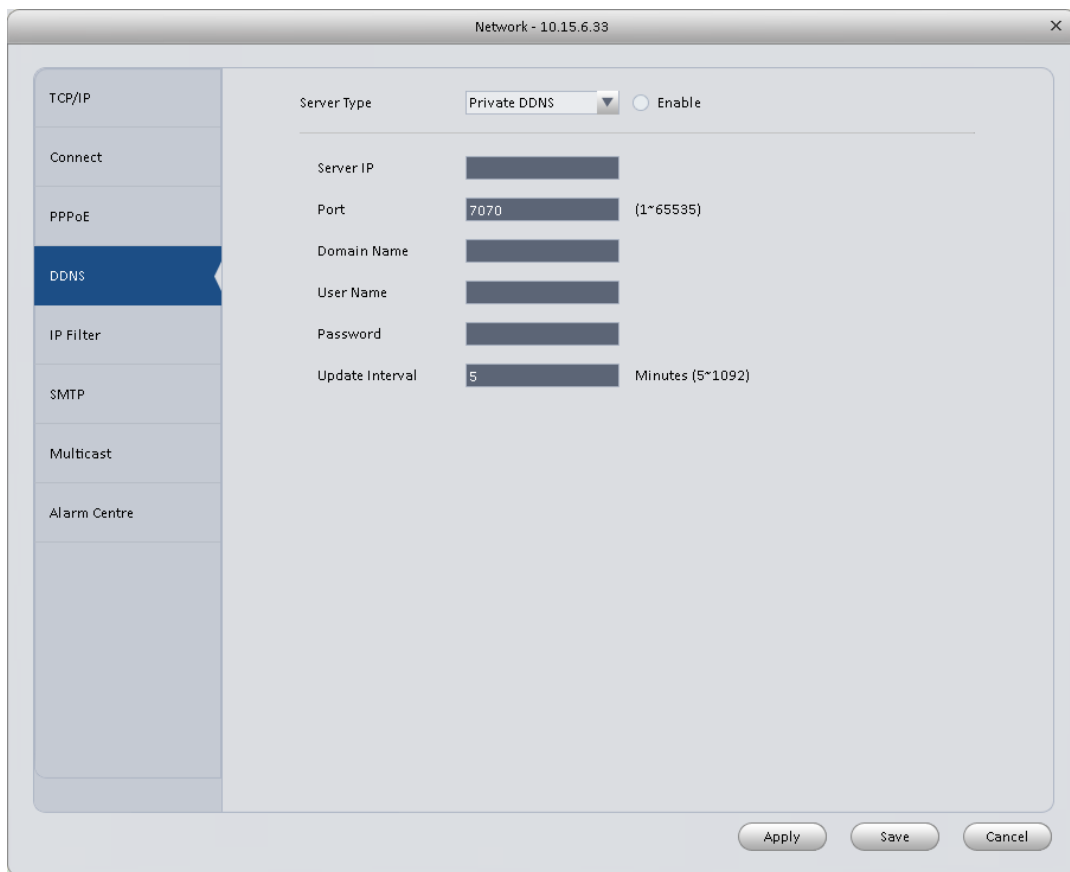 Network - 10.15.6.33
TCP/IP
Connect
PPPoE
DDNS
IP Filter
SMTP
Multicast
Alarm Centre
Server Type Private DDNS Enable
Server IP
Port 7070 (1~65535)
Domain Name
User Name
Password
Update Interval 5 Minutes (5~1092)
Apply Save Cancel